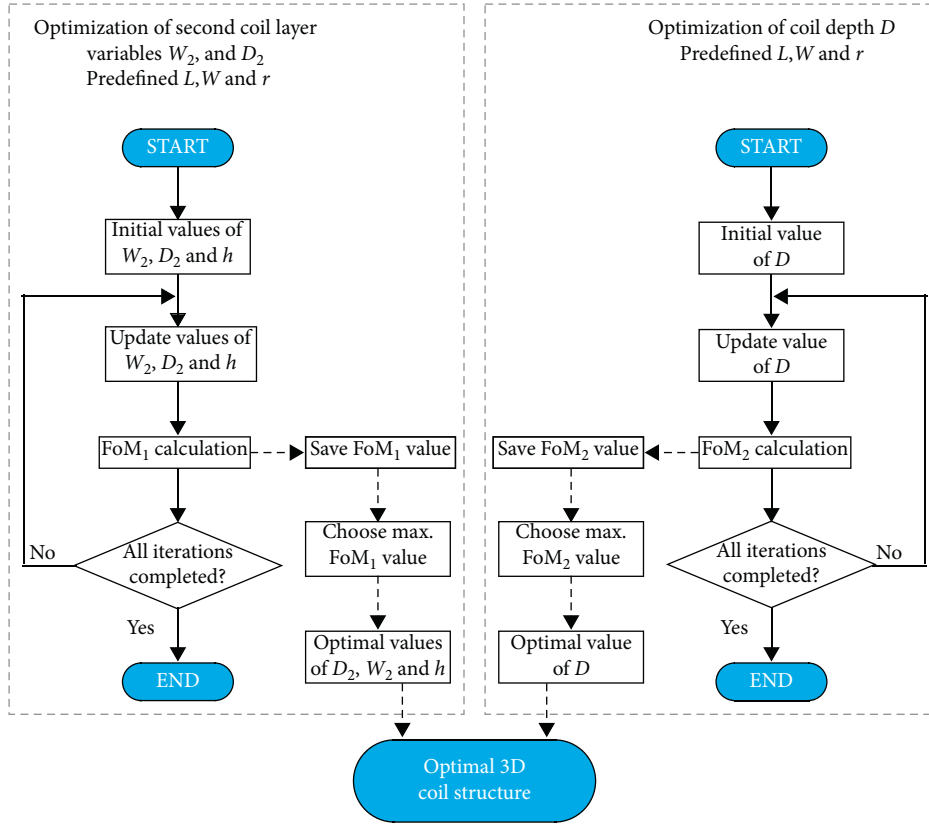 Optimization of second coil layer
variables W₂, and D₂
Predefined L,W and r
START
Initial values of
W₂, D₂ and h
Update values of
W₂, D₂ and h
FoM₁ calculation
Save FoM₁ value
No
All iterations
completed?
Choose max.
FoM₁ value
Yes
END
Optimal values
of D₂, W₂ and h
Optimization of coil depth D
Predefined L,W and r
START
Initial value
of D
Update value
of D
Save FoM₂ value
FoM₂ calculation
Choose max.
FoM₂ value
All iterations
completed?
No
Yes
Optimal value
of D
END
Optimal 3D
coil structure